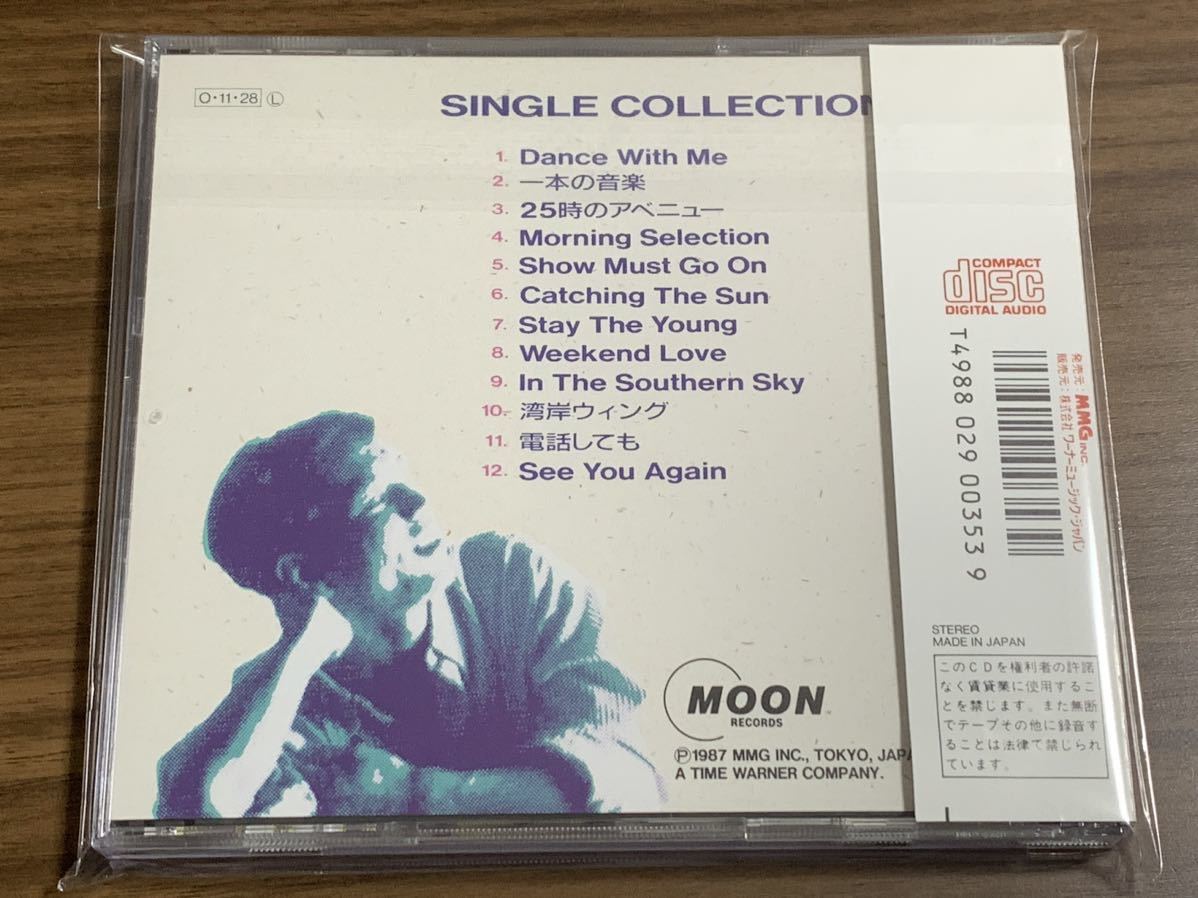 O・11・28 Ⓛ
SINGLE COLLECTION
1. Dance With Me
2. 一本の音楽
3. 25時のアベニュー
4. Morning Selection
5. Show Must Go On
6. Catching The Sun
7. Stay The Young
8. Weekend Love
9. In The Southern Sky
10. 湾岸ウィング
11. 電話しても
12. See You Again
MOON
RECORDS
Ⓟ1987 MMG INC., TOKYO, JAPA
A TIME WARNER COMPANY.
COMPACT
disc
DIGITAL AUDIO
T4988 029 00353 9
発売元:MMG INC.
販売元:株式会社 ワーナーミュージック・ジャパン
STEREO
MADE IN JAPAN
このCDを権利者の許諾
なく賃貸業に使用するこ
とを禁じます。また無断
でテープその他に録音す
ることは法律で禁じられ
ています。